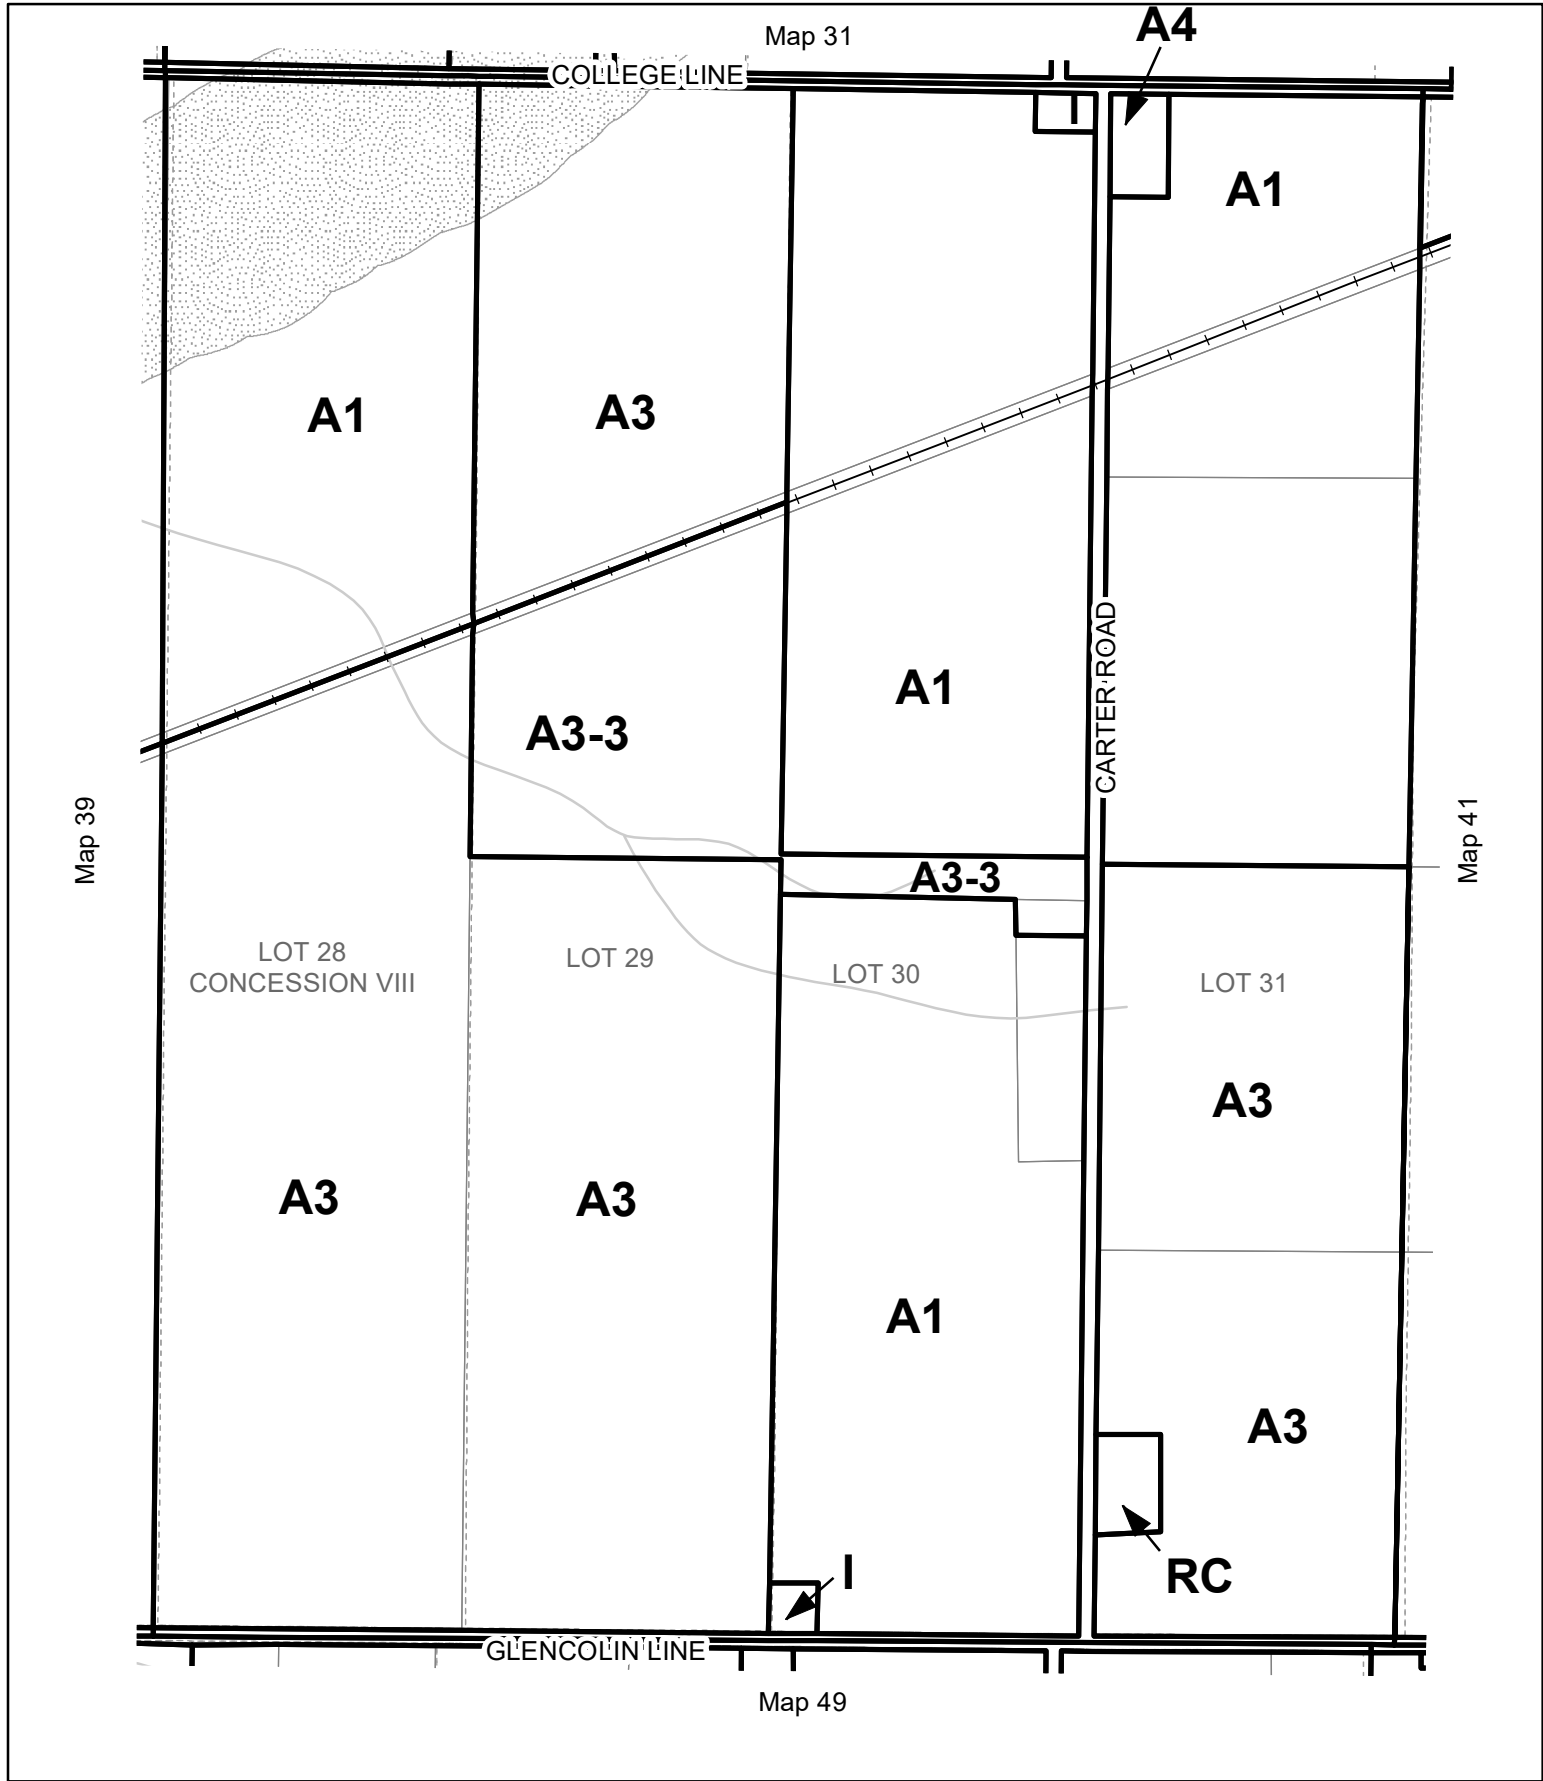 Map 31
A4
COLLEGE LINE
I
A1
A1
A3
A1
A3-3
CARTER ROAD
Map 39
Map 41
A3-3
LOT 28
CONCESSION VIII
LOT 29
LOT 30
LOT 31
A3
A3
A3
A1
A3
I
RC
GLENCOLIN LINE
Map 49